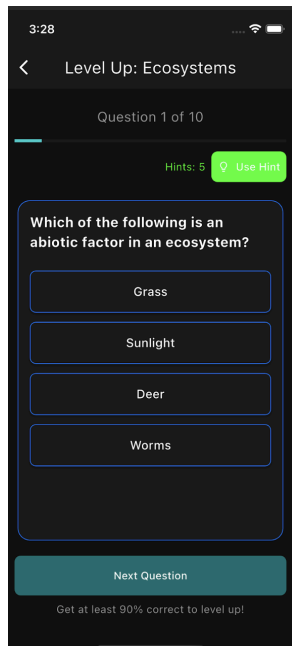 3:28
Level Up: Ecosystems
Question 1 of 10
Hints: 5
Use Hint
Which of the following is an
abiotic factor in an ecosystem?
Grass
Sunlight
Deer
Worms
Next Question
Get at least 90% correct to level up!